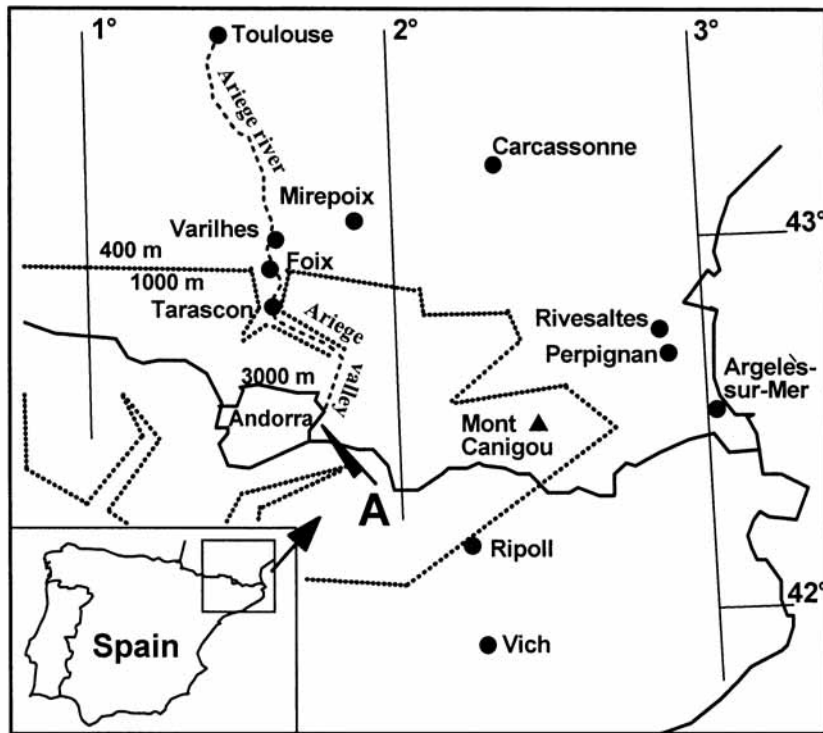 1°
2°
3°
Toulouse
Ariege river
Carcassonne
Mirepoix
Varilhes
43°
400 m
Foix
1000 m
Tarascon
Ariege
valley
Rivesaltes
Perpignan
Argelès-
sur-Mer
3000 m
Andorra
Mont
Canigou
A
Ripoll
42°
Vich
Spain